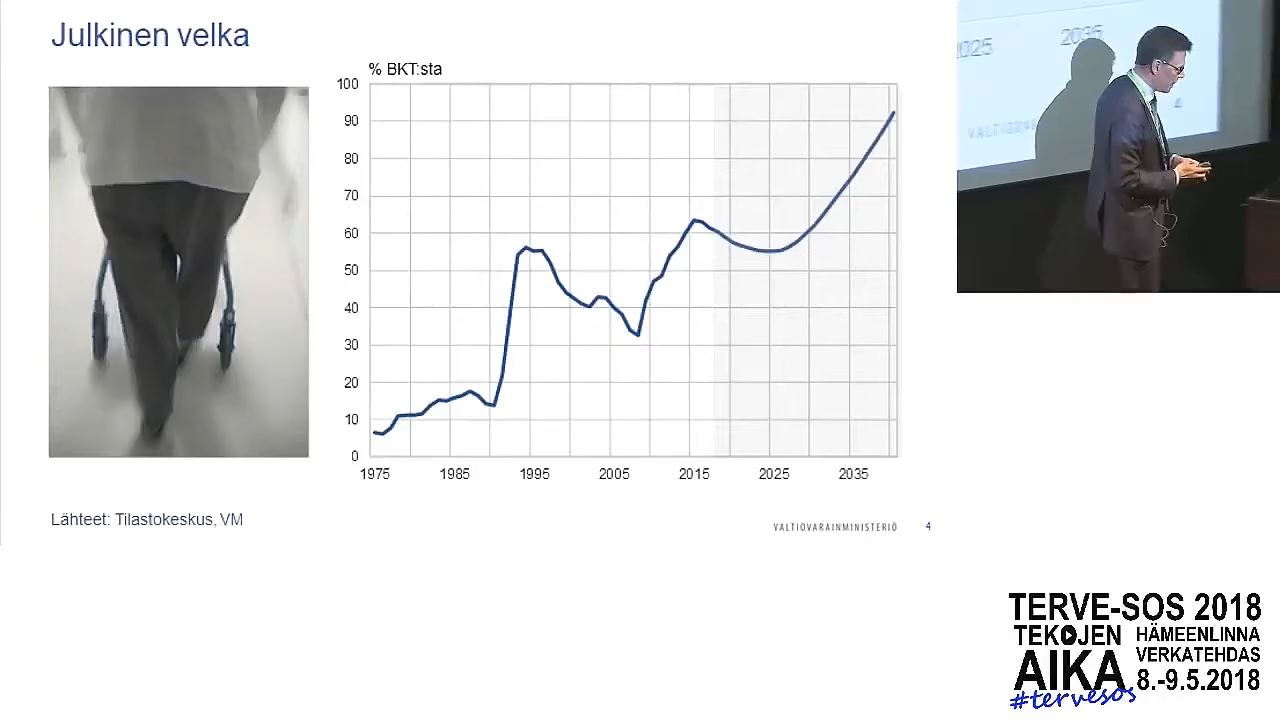 Julkinen velka
% BKT:sta
100
90
80
70
60
50
40
30
20
10
0
1975 1985 1995 2005 2015 2025 2035
Lähteet: Tilastokeskus, VM
VALTIOVARAINMINISTERIÖ 4
2025 2035
4
TERVE-SOS 2018
TEKOJEN
AIKA
HÄMEENLINNA
VERKATEHDAS
8.-9.5.2018
#tervesos